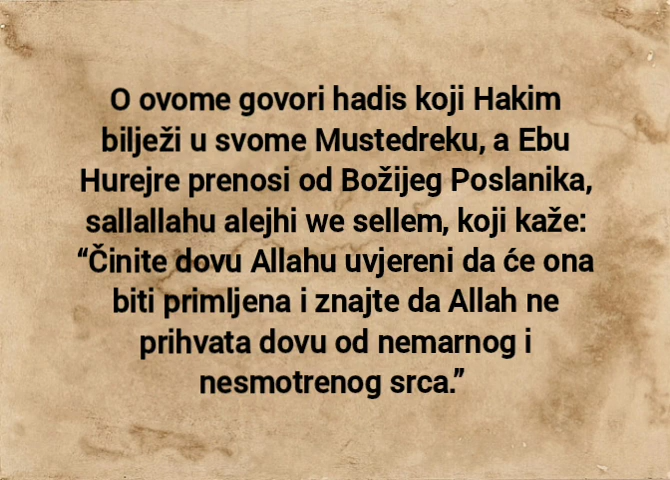 O ovome govori hadis koji Hakim
bilježi u svome Mustedreku, a Ebu
Hurejre prenosi od Božijeg Poslanika,
sallallahu alejhi we sellem, koji kaže:
“Činite dovu Allahu uvjereni da će ona
biti primljena i znajte da Allah ne
prihvata dovu od nemarnog i
nesmotrenog srca.”